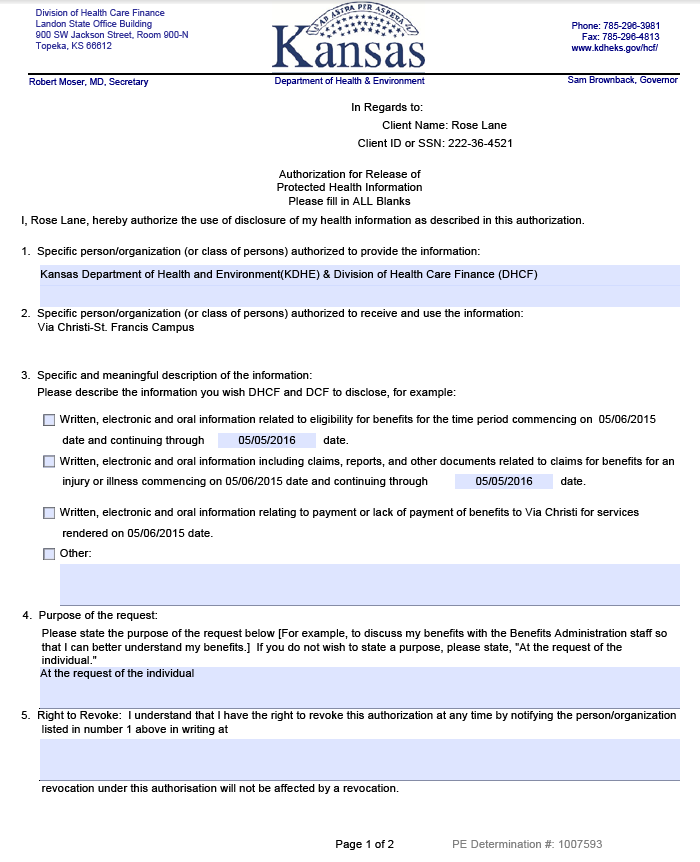 Division of Health Care Finance
Landon State Office Building
900 SW Jackson Street, Room 900-N
Topeka, KS 66612
AD ASTRA PER ASPERA
Kansas
Phone: 785-296-3981
Fax: 785-296-4813
www.kdheks.gov/hcf/
Robert Moser, MD, Secretary
Department of Health & Environment
Sam Brownback, Governor
In Regards to:
Client Name: Rose Lane
Client ID or SSN: 222-36-4521
Authorization for Release of
Protected Health Information
Please fill in ALL Blanks
I, Rose Lane, hereby authorize the use of disclosure of my health information as described in this authorization.
1. Specific person/organization (or class of persons) authorized to provide the information:
Kansas Department of Health and Environment(KDHE) & Division of Health Care Finance (DHCF)
2. Specific person/organization (or class of persons) authorized to receive and use the information:
Via Christi-St. Francis Campus
3. Specific and meaningful description of the information:
Please describe the information you wish DHCF and DCF to disclose, for example:
Written, electronic and oral information related to eligibility for benefits for the time period commencing on 05/06/2015
date and continuing through 05/05/2016 date.
Written, electronic and oral information including claims, reports, and other documents related to claims for benefits for an
injury or illness commencing on 05/06/2015 date and continuing through 05/05/2016 date.
Written, electronic and oral information relating to payment or lack of payment of benefits to Via Christi for services
rendered on 05/06/2015 date.
Other:
4. Purpose of the request:
Please state the purpose of the request below [For example, to discuss my benefits with the Benefits Administration staff so
that I can better understand my benefits.] If you do not wish to state a purpose, please state, "At the request of the
individual."
At the request of the individual
5. Right to Revoke: I understand that I have the right to revoke this authorization at any time by notifying the person/organization
listed in number 1 above in writing at
revocation under this authorisation will not be affected by a revocation.
Page 1 of 2
PE Determination #: 1007593